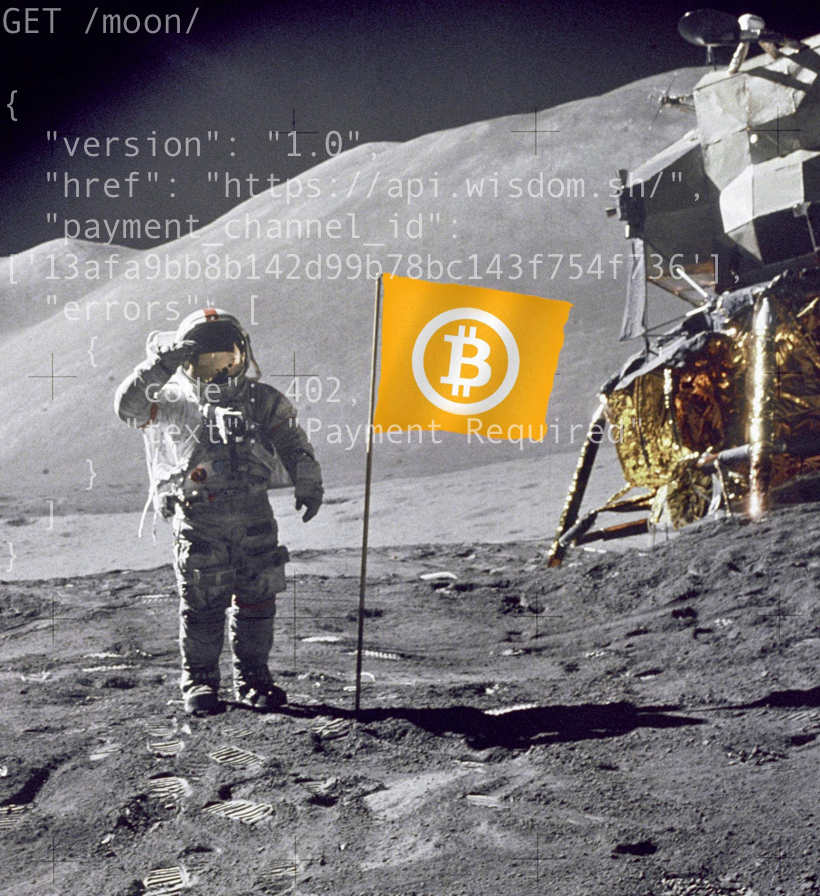 GET /moon/
{
"version": "1.0",
"href": "https://api.wisdom.sh/",
"payment_channel_id":
['13afa9bb8b142d99b78bc143f754f736'],
"errors": [
{
"code": 402,
"text": "Payment Required"
}
]
}